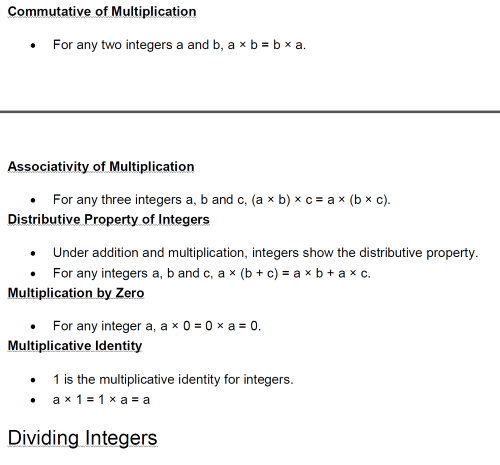 Commutative of Multiplication
• For any two integers a and b, a × b = b × a.
Associativity of Multiplication
• For any three integers a, b and c, (a × b) × c = a × (b × c).
Distributive Property of Integers
• Under addition and multiplication, integers show the distributive property.
• For any integers a, b and c, a × (b + c) = a × b + a × c.
Multiplication by Zero
• For any integer a, a × 0 = 0 × a = 0.
Multiplicative Identity
• 1 is the multiplicative identity for integers.
• a × 1 = 1 × a = a
Dividing Integers